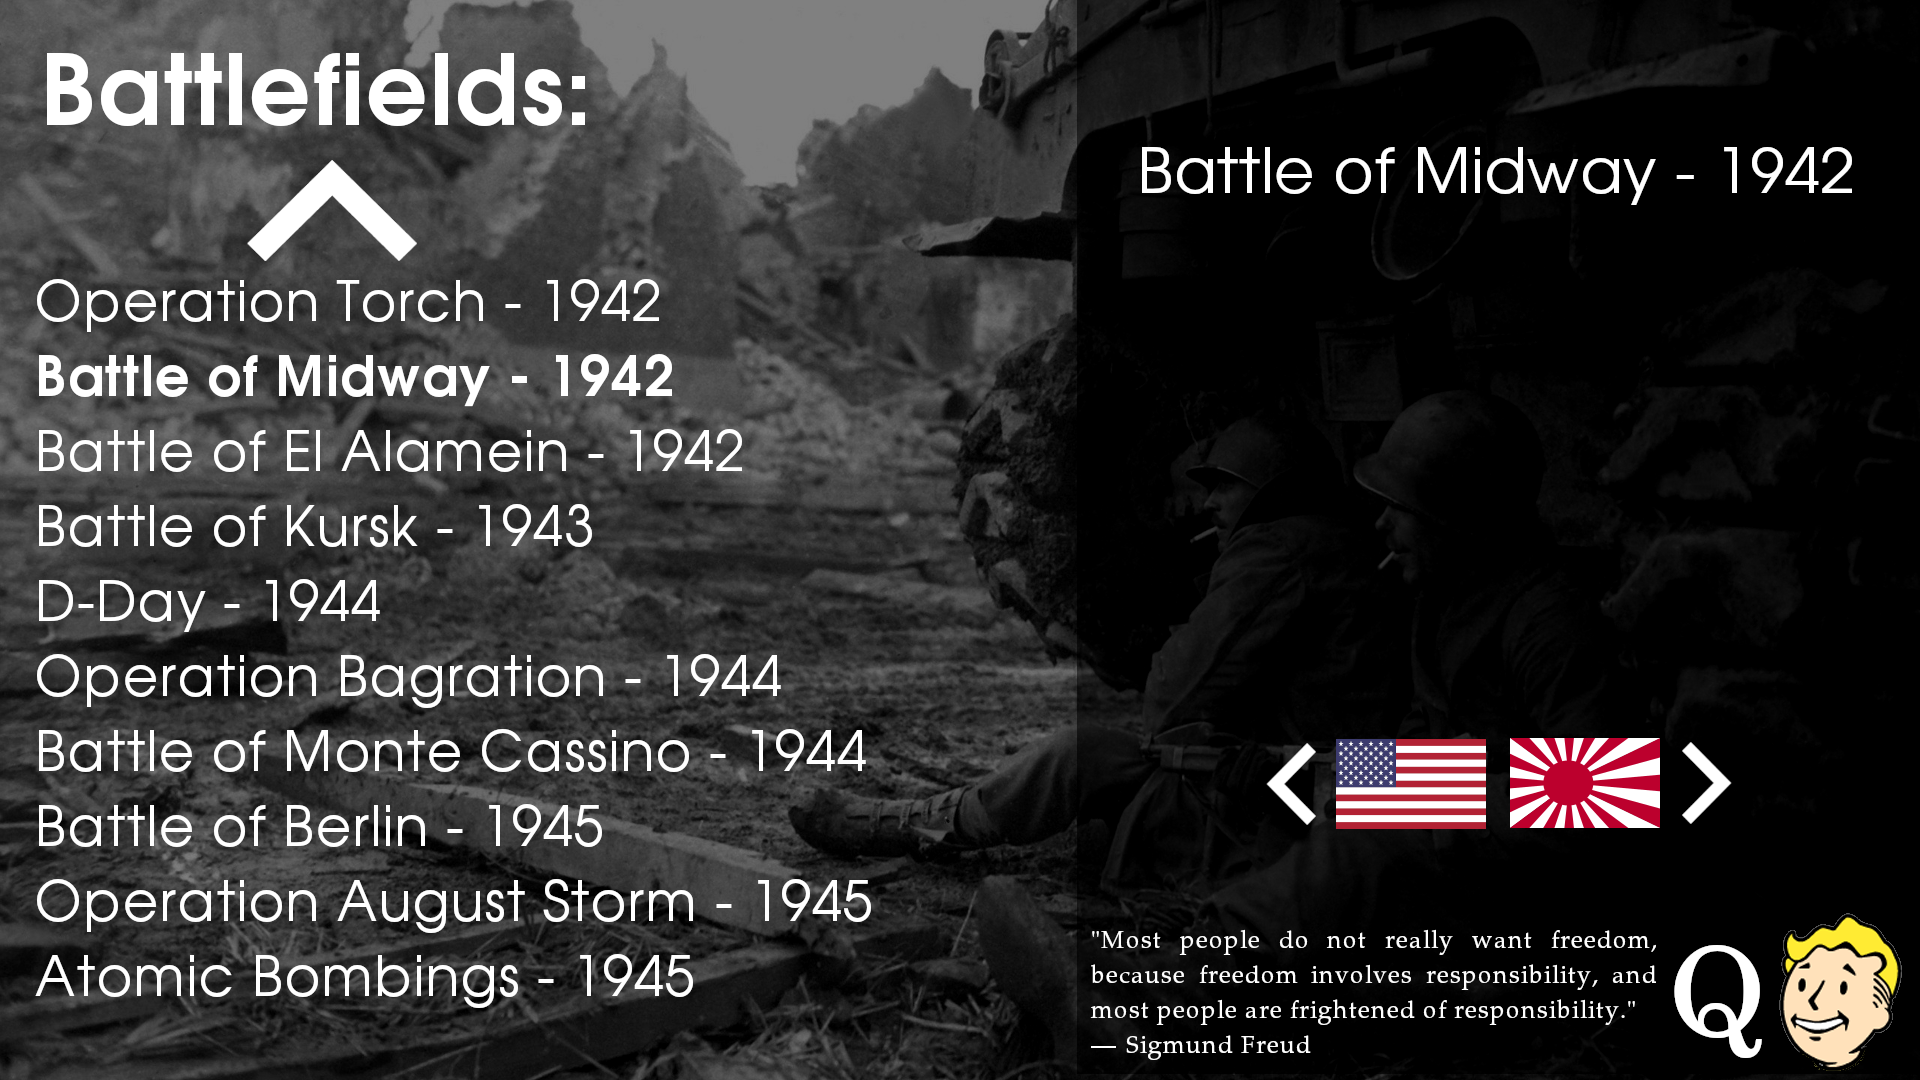 Battlefields:
Operation Torch - 1942
Battle of Midway - 1942
Battle of El Alamein - 1942
Battle of Kursk - 1943
D-Day - 1944
Operation Bagration - 1944
Battle of Monte Cassino - 1944
Battle of Berlin - 1945
Operation August Storm - 1945
Atomic Bombings - 1945
Battle of Midway - 1942
"Most people do not really want freedom,
because freedom involves responsibility, and
most people are frightened of responsibility."
— Sigmund Freud
Q